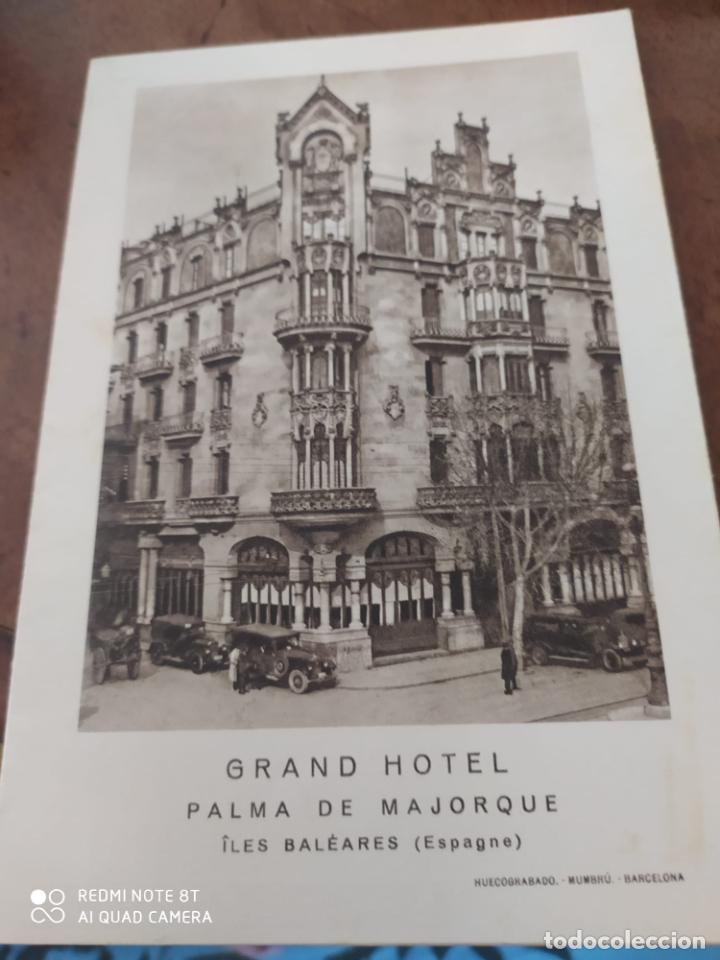 GRAND HOTEL
PALMA DE MAJORQUE
ÎLES BALÉARES (Espagne)
HUECOGRABADO. - MUMBRÚ. - BARCELONA
REDMI NOTE 8T
AI QUAD CAMERA
todocoleccion